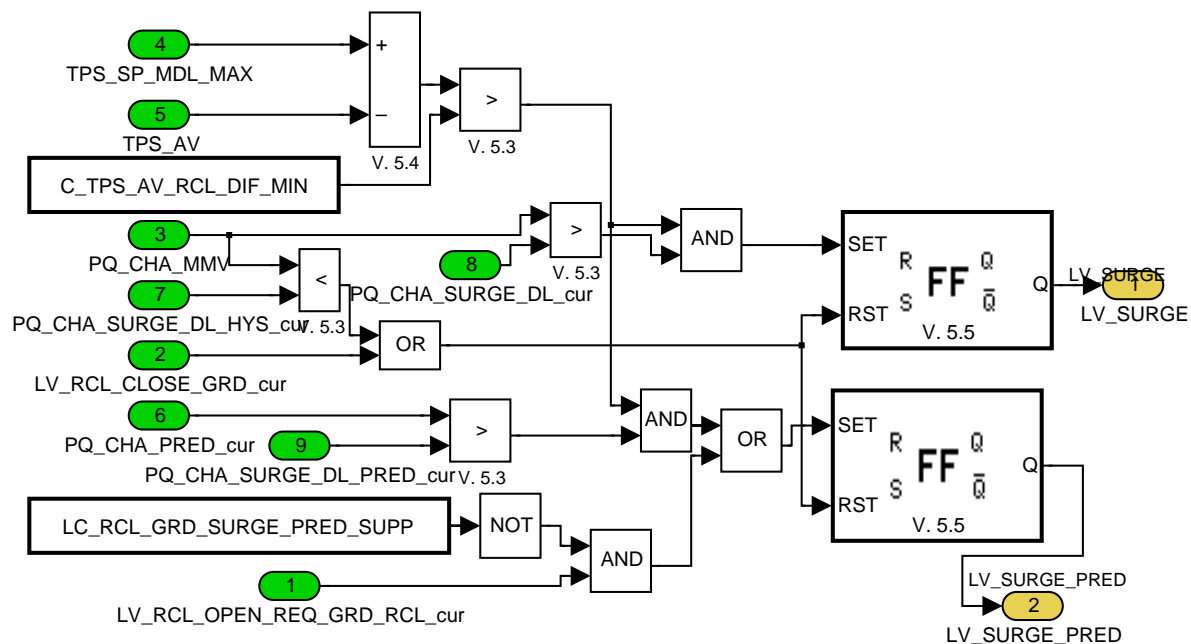 4
+
TPS_SP_MDL_MAX
>
5
−
TPS_AV
V. 5.4
V. 5.3
C_TPS_AV_RCL_DIF_MIN
3
PQ_CHA_MMV
>
AND
SET
R
FF
Q
8
V. 5.3
<
PQ_CHA_SURGE_DL_cur
7
PQ_CHA_SURGE_DL_HYS_cur
V. 5.3
S
Q̅
Q
LV_SURGE
1
LV_SURGE
RST
V. 5.5
OR
2
LV_RCL_CLOSE_GRD_cur
6
PQ_CHA_PRED_cur
>
AND
OR
SET
R
FF
Q
9
PQ_CHA_SURGE_DL_PRED_cur
V. 5.3
S
Q̅
Q
RST
V. 5.5
LC_RCL_GRD_SURGE_PRED_SUPP
NOT
AND
1
LV_RCL_OPEN_REQ_GRD_RCL_cur
LV_SURGE_PRED
2
LV_SURGE_PRED